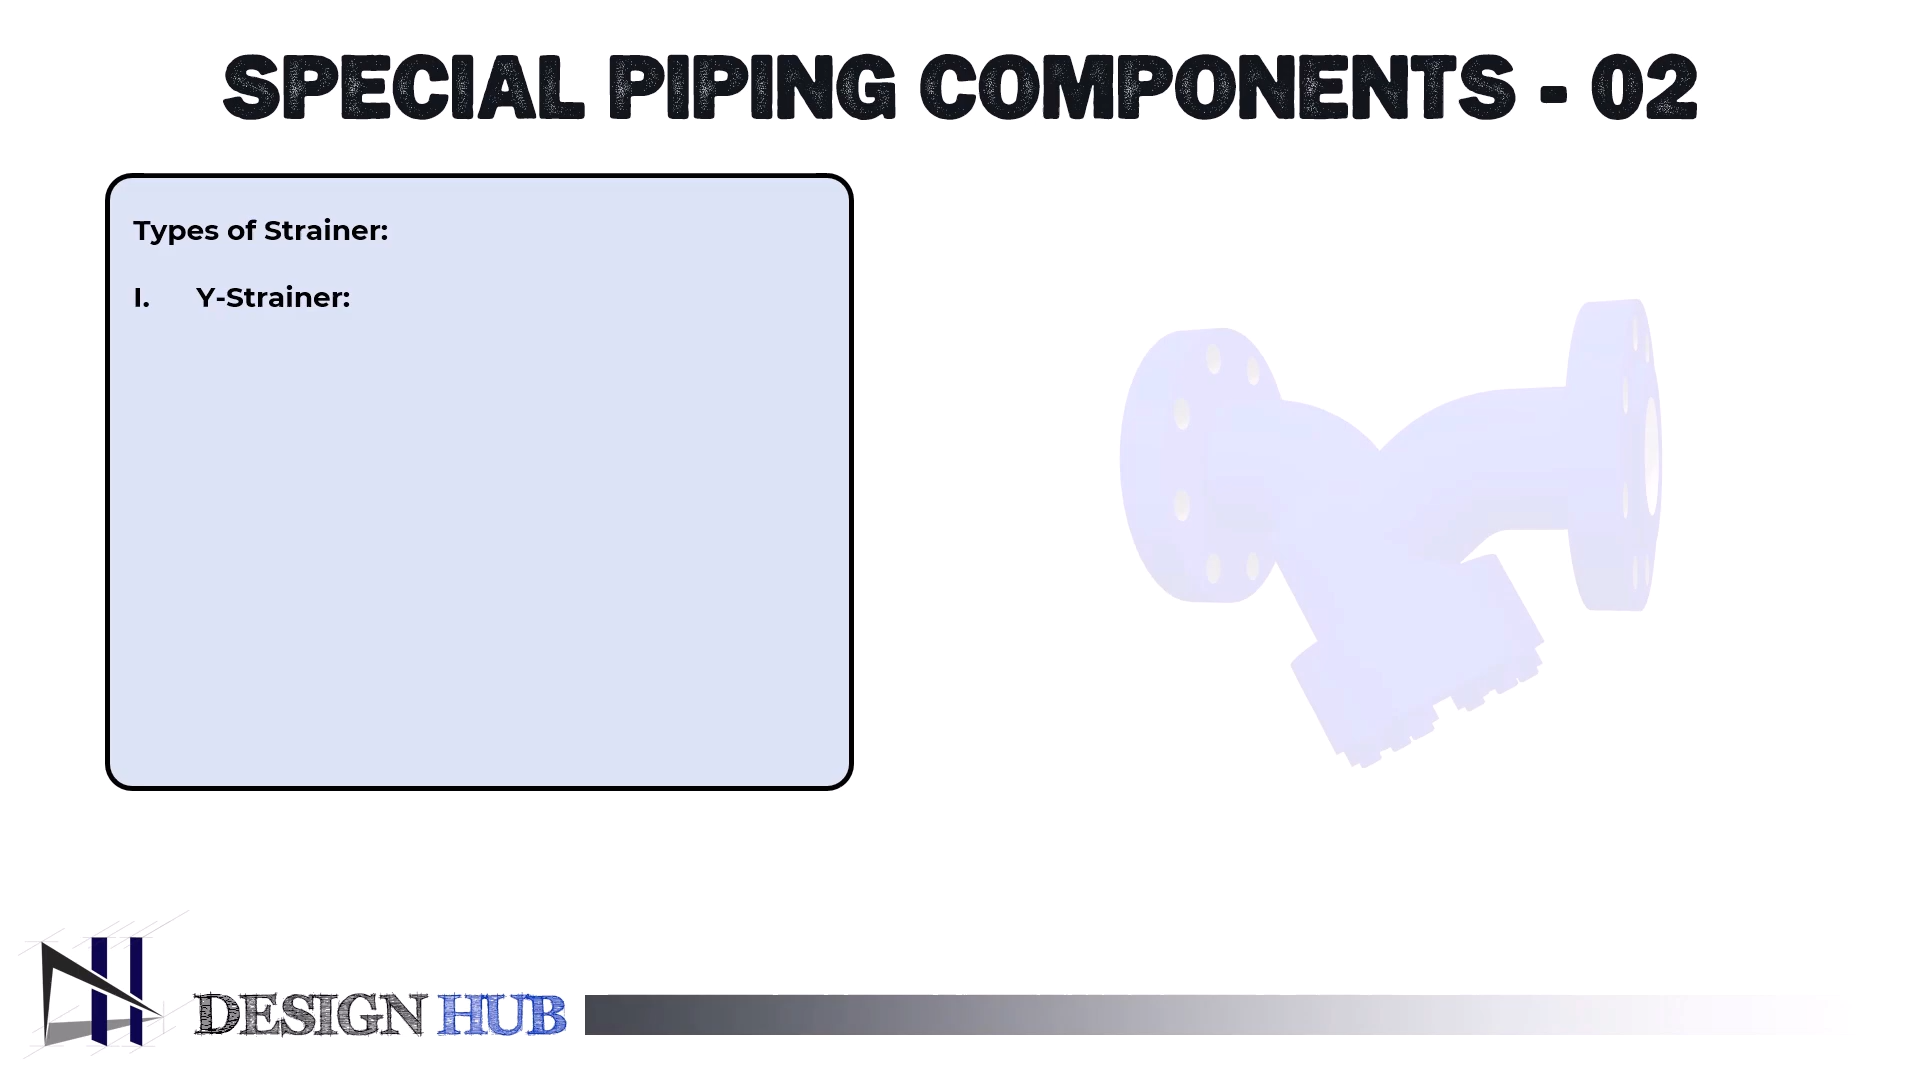 SPECIAL PIPING COMPONENTS - 02
Types of Strainer:
I. Y-Strainer:
DESIGN HUB